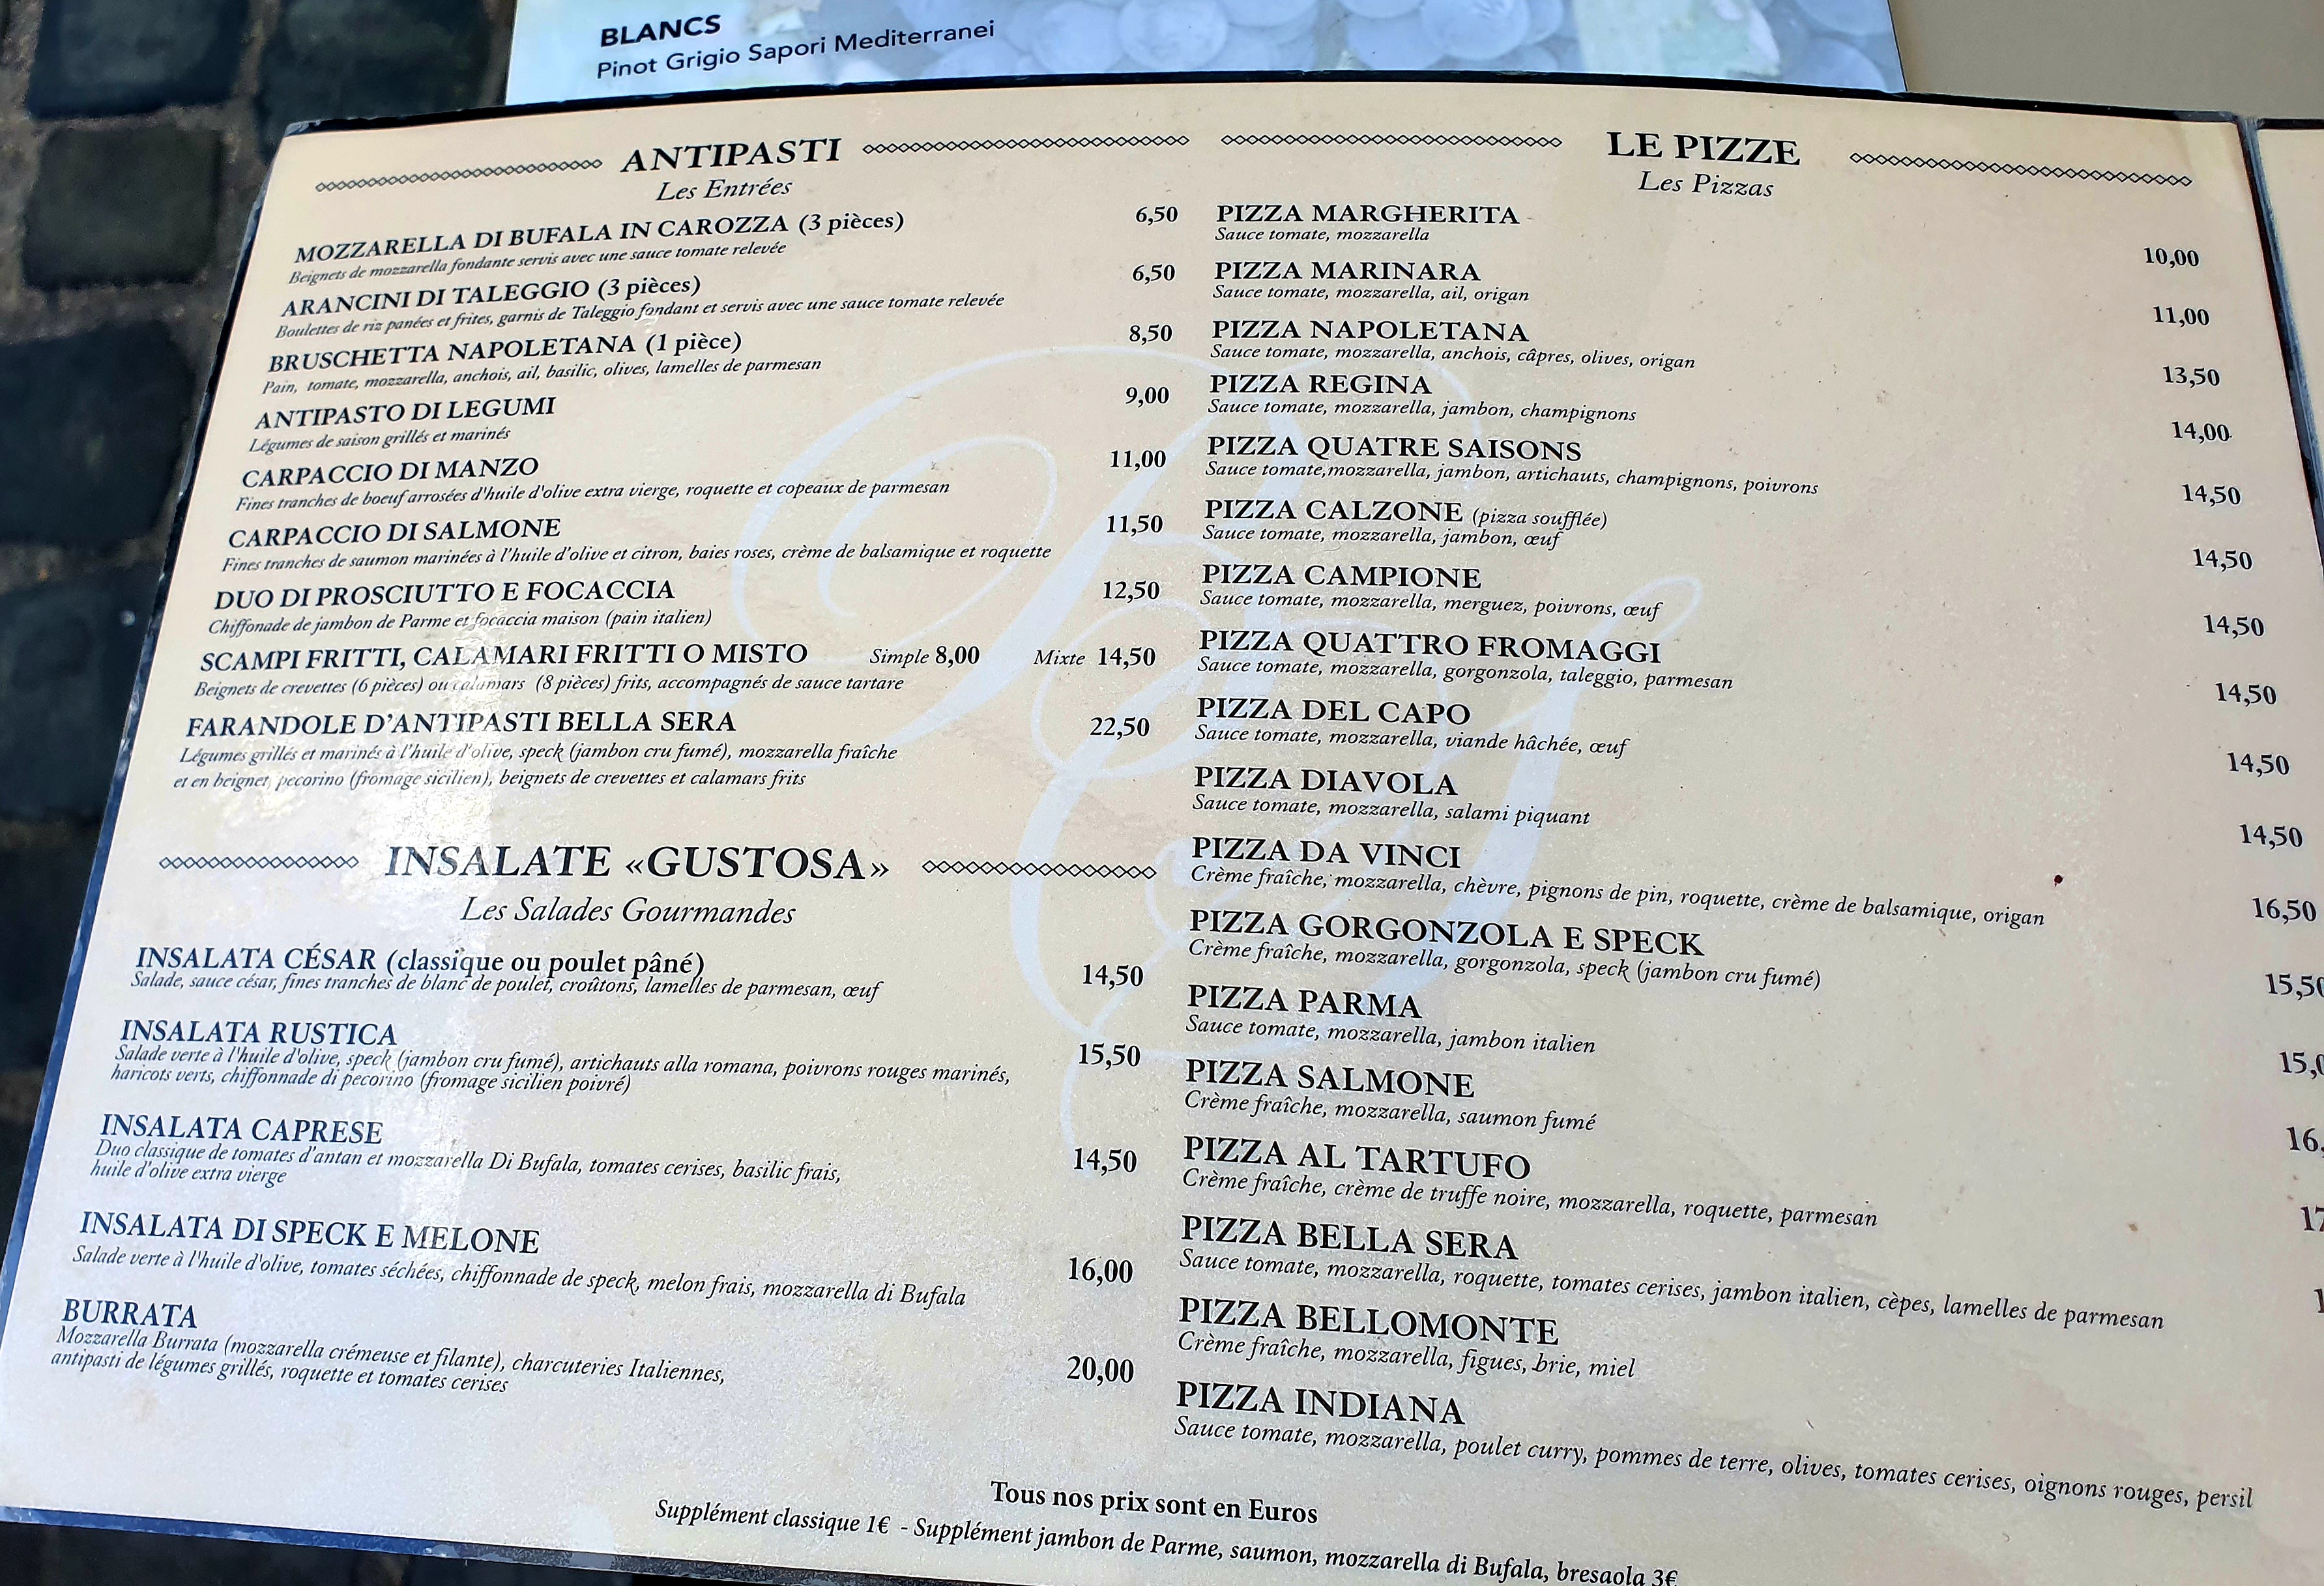 BLANCS
Pinot Grigio Sapori Mediterranei
ANTIPASTI
Les Entrées
MOZZARELLA DI BUFALA IN CAROZZA (3 pièces) 6,50
Beignets de mozzarella fondante servis avec une sauce tomate relevée
ARANCINI DI TALEGGIO (3 pièces) 6,50
Boulettes de riz panées et frites, garnis de Taleggio fondant et servis avec une sauce tomate relevée
BRUSCHETTA NAPOLETANA (1 pièce) 8,50
Pain, tomate, mozzarella, anchois, ail, basilic, olives, lamelles de parmesan
ANTIPASTO DI LEGUMI 9,00
Légumes de saison grillés et marinés
CARPACCIO DI MANZO 11,00
Fines tranches de boeuf arrosées d'huile d'olive extra vierge, roquette et copeaux de parmesan
CARPACCIO DI SALMONE 11,50
Fines tranches de saumon marinées à l'huile d'olive et citron, baies roses, crème de balsamique et roquette
DUO DI PROSCIUTTO E FOCACCIA 12,50
Chiffonade de jambon de Parme et focaccia maison (pain italien)
SCAMPI FRITTI, CALAMARI FRITTI O MISTO Simple 8,00 Mixte 14,50
Beignets de crevettes (6 pièces) ou calamars (8 pièces) frits, accompagnés de sauce tartare
FARANDOLE D'ANTIPASTI BELLA SERA 22,50
Légumes grillés et marinés à l'huile d'olive, speck (jambon cru fumé), mozzarella fraîche
et en beignet, pecorino (fromage sicilien), beignets de crevettes et calamars frits
INSALATE «GUSTOSA»
Les Salades Gourmandes
INSALATA CÉSAR (classique ou poulet pâné) 14,50
Salade, sauce césar, fines tranches de blanc de poulet, croûtons, lamelles de parmesan, œuf
INSALATA RUSTICA 15,50
Salade verte à l'huile d'olive, speck (jambon cru fumé), artichauts alla romana, poivrons rouges marinés,
haricots verts, chiffonnade di pecorino (fromage sicilien poivré)
INSALATA CAPRESE 14,50
Duo classique de tomates d'antan et mozzarella Di Bufala, tomates cerises, basilic frais,
huile d'olive extra vierge
INSALATA DI SPECK E MELONE 16,00
Salade verte à l'huile d'olive, tomates séchées, chiffonnade de speck, melon frais, mozzarella di Bufala
BURRATA 20,00
Mozzarella Burrata (mozzarella crémeuse et filante), charcuteries Italiennes,
antipasti de légumes grillés, roquette et tomates cerises
LE PIZZE
Les Pizzas
PIZZA MARGHERITA 10,00
Sauce tomate, mozzarella
PIZZA MARINARA 11,00
Sauce tomate, mozzarella, ail, origan
PIZZA NAPOLETANA 13,50
Sauce tomate, mozzarella, anchois, câpres, olives, origan
PIZZA REGINA 14,00
Sauce tomate, mozzarella, jambon, champignons
PIZZA QUATRE SAISONS 14,50
Sauce tomate,mozzarella, jambon, artichauts, champignons, poivrons
PIZZA CALZONE (pizza soufflée) 14,50
Sauce tomate, mozzarella, jambon, œuf
PIZZA CAMPIONE 14,50
Sauce tomate, mozzarella, merguez, poivrons, œuf
PIZZA QUATTRO FROMAGGI 14,50
Sauce tomate, mozzarella, gorgonzola, taleggio, parmesan
PIZZA DEL CAPO 14,50
Sauce tomate, mozzarella, viande hâchée, œuf
PIZZA DIAVOLA 14,50
Sauce tomate, mozzarella, salami piquant
PIZZA DA VINCI 16,50
Crème fraîche, mozzarella, chèvre, pignons de pin, roquette, crème de balsamique, origan
PIZZA GORGONZOLA E SPECK 15,50
Crème fraîche, mozzarella, gorgonzola, speck (jambon cru fumé)
PIZZA PARMA 15,0
Sauce tomate, mozzarella, jambon italien
PIZZA SALMONE 16,
Crème fraîche, mozzarella, saumon fumé
PIZZA AL TARTUFO 17
Crème fraîche, crème de truffe noire, mozzarella, roquette, parmesan
PIZZA BELLA SERA 1
Sauce tomate, mozzarella, roquette, tomates cerises, jambon italien, cèpes, lamelles de parmesan
PIZZA BELLOMONTE
Crème fraîche, mozzarella, figues, brie, miel
PIZZA INDIANA
Sauce tomate, mozzarella, poulet curry, pommes de terre, olives, tomates cerises, oignons rouges, persil
Tous nos prix sont en Euros
Supplément classique 1€ - Supplément jambon de Parme, saumon, mozzarella di Bufala, bresaola 3€